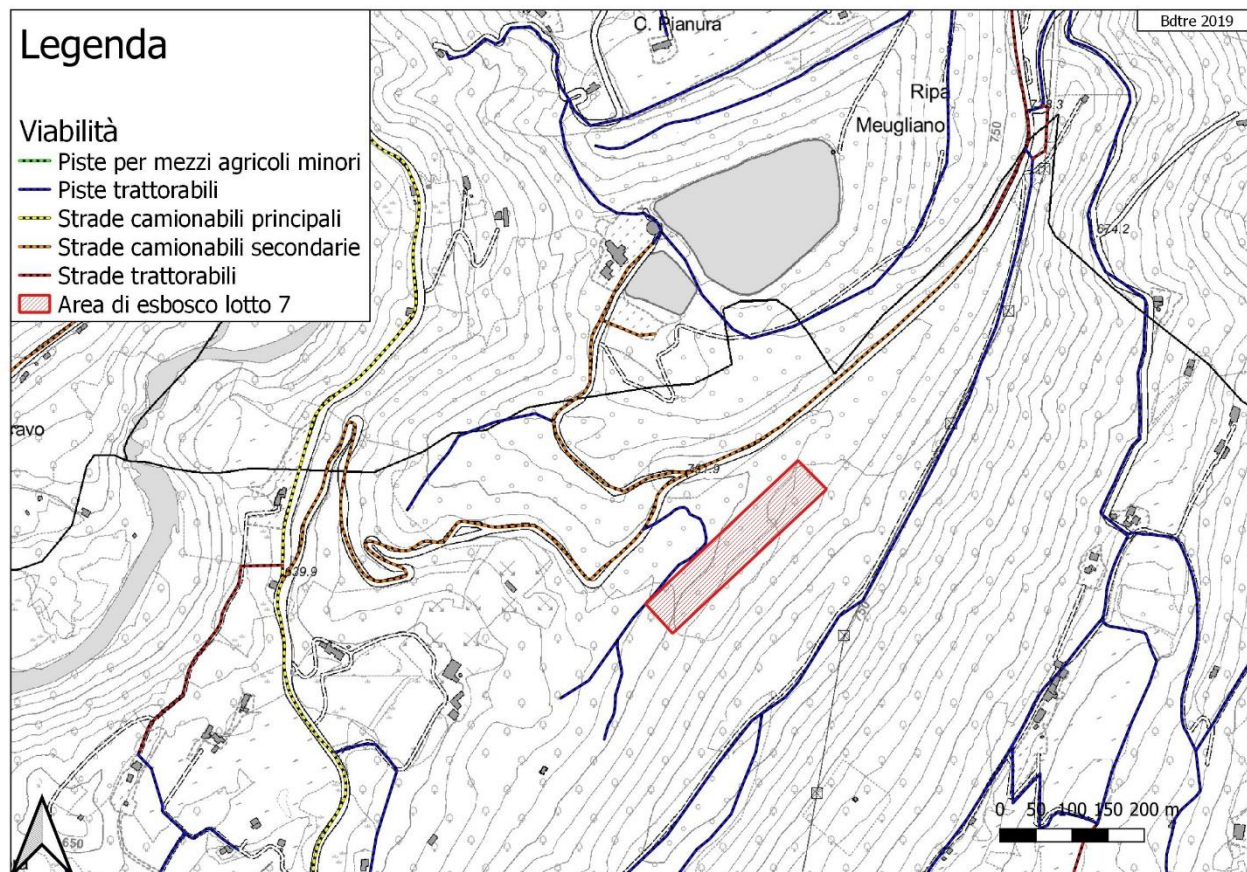 Legenda
Viabilità
Piste per mezzi agricoli minori
Piste trattorabili
Strade camionabili principali
Strade camionabili secondarie
Strade trattorabili
Area di esbosco lotto 7
Bdtre 2019
C. Pianura
Ripa
Meugliano
750
674.2
ravo
750
650
0 50 100 150 200 m